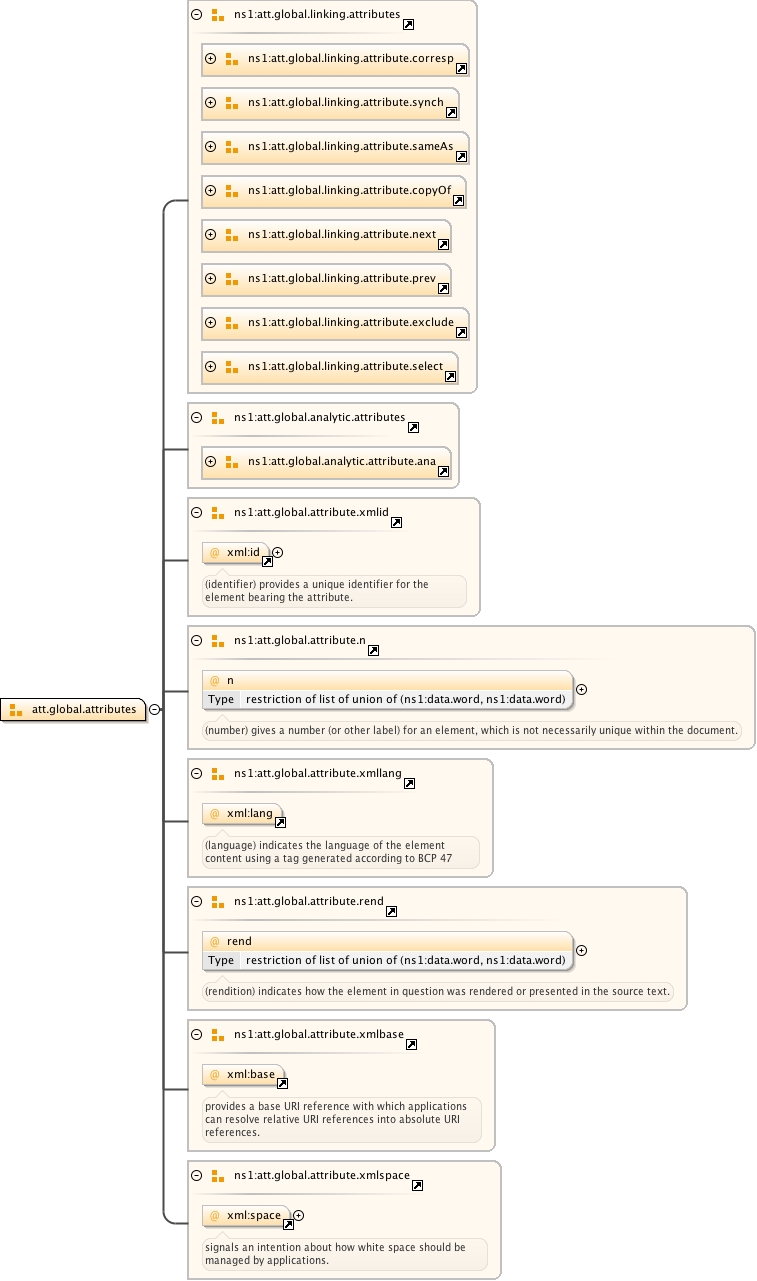 ns1:att.global.linking.attributes
ns1:att.global.linking.attribute.corresp
ns1:att.global.linking.attribute.synch
ns1:att.global.linking.attribute.sameAs
ns1:att.global.linking.attribute.copyOf
ns1:att.global.linking.attribute.next
ns1:att.global.linking.attribute.prev
ns1:att.global.linking.attribute.exclude
ns1:att.global.linking.attribute.select
ns1:att.global.analytic.attributes
ns1:att.global.analytic.attribute.ana
ns1:att.global.attribute.xmlid
@ xml:id
(identifier) provides a unique identifier for the
element bearing the attribute.
ns1:att.global.attribute.n
@ n
Type restriction of list of union of (ns1:data.word, ns1:data.word)
att.global.attributes
(number) gives a number (or other label) for an element, which is not necessarily unique within the document.
ns1:att.global.attribute.xmllang
@ xml:lang
(language) indicates the language of the element
content using a tag generated according to BCP 47
ns1:att.global.attribute.rend
@ rend
Type restriction of list of union of (ns1:data.word, ns1:data.word)
(rendition) indicates how the element in question was rendered or presented in the source text.
ns1:att.global.attribute.xmlbase
@ xml:base
provides a base URI reference with which applications
can resolve relative URI references into absolute URI
references.
ns1:att.global.attribute.xmlspace
@ xml:space
signals an intention about how white space should be
managed by applications.